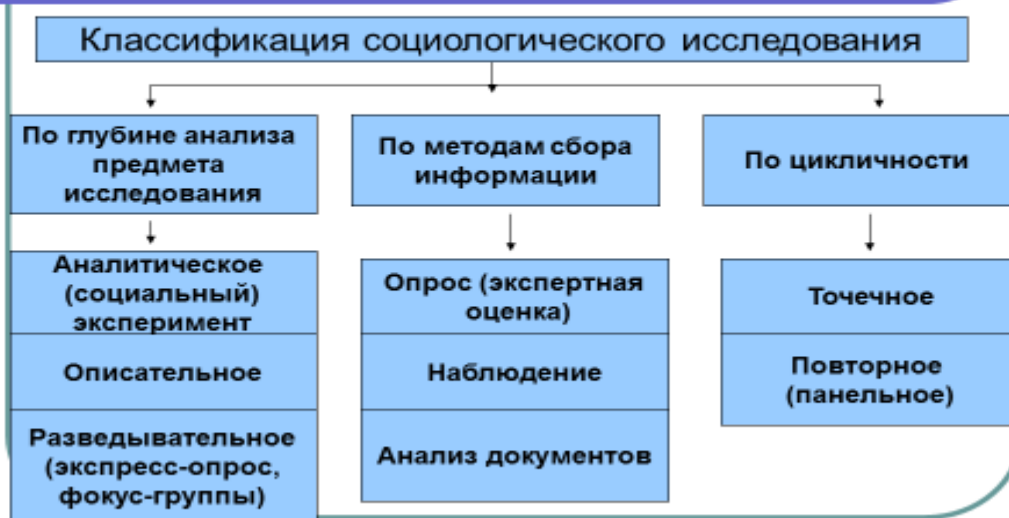 Классификация социологического исследования
По глубине анализа
предмета
исследования
Аналитическое
(социальный)
эксперимент
Описательное
Разведывательное
(экспресс-опрос,
фокус-группы)
По методам сбора
информации
Опрос (экспертная
оценка)
Наблюдение
Анализ документов
По цикличности
Точечное
Повторное
(панельное)